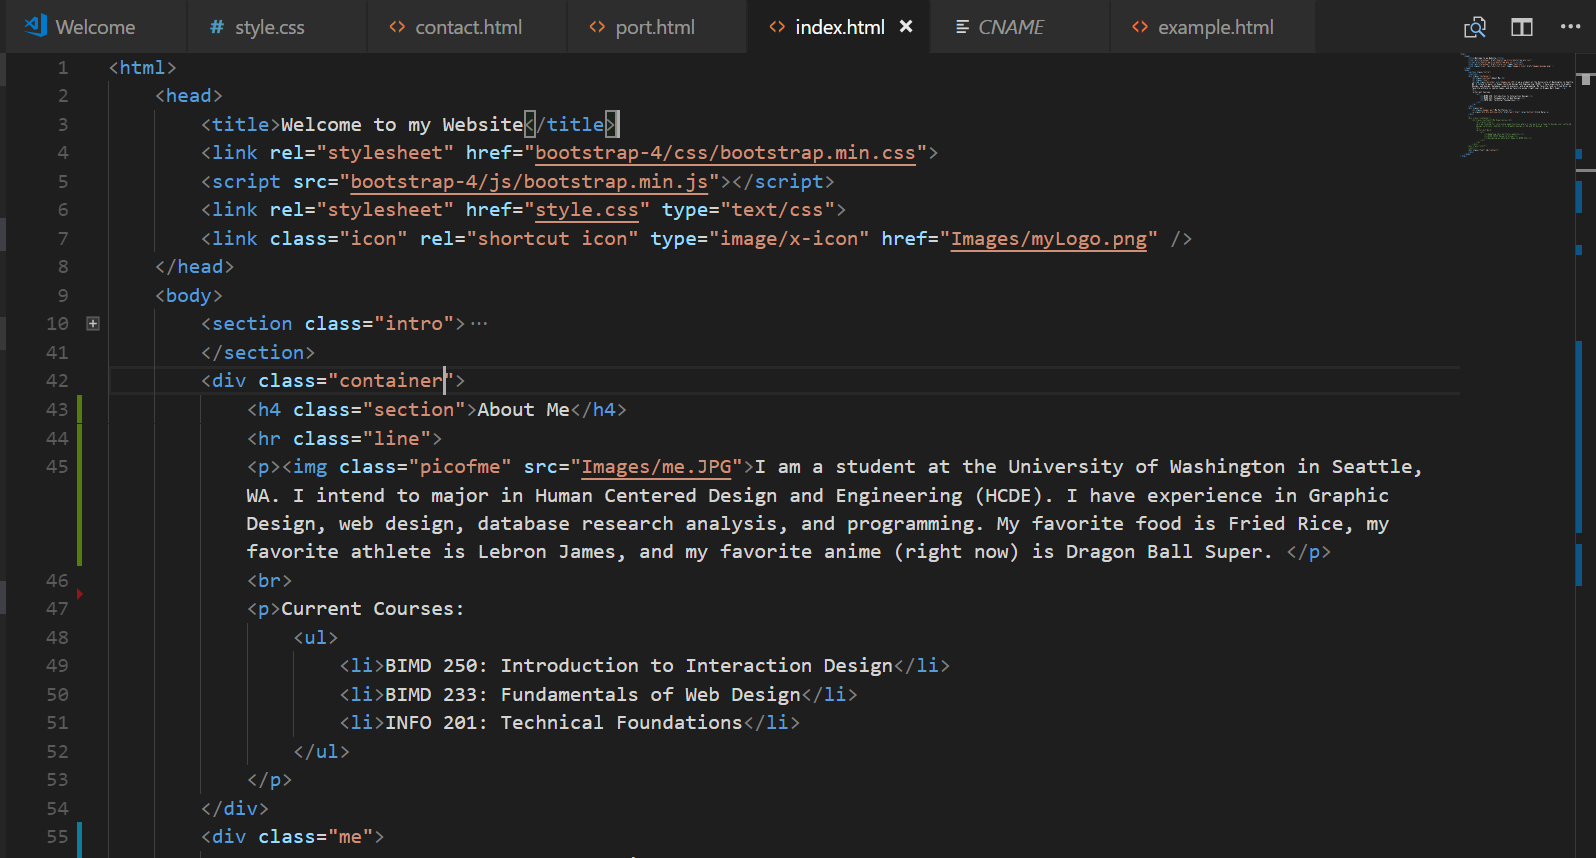 Welcome # style.css <> contact.html <> port.html <> index.html × CNAME <> example.html ···
1 <html>
2 <head>
3 <title>Welcome to my Website</title>
4 <link rel="stylesheet" href="bootstrap-4/css/bootstrap.min.css">
5 <script src="bootstrap-4/js/bootstrap.min.js"></script>
6 <link rel="stylesheet" href="style.css" type="text/css">
7 <link class="icon" rel="shortcut icon" type="image/x-icon" href="Images/myLogo.png" />
8 </head>
9 <body>
10 <section class="intro">···
41 </section>
42 <div class="container">
43 <h4 class="section">About Me</h4>
44 <hr class="line">
45 <p><img class="picofme" src="Images/me.JPG">I am a student at the University of Washington in Seattle,
WA. I intend to major in Human Centered Design and Engineering (HCDE). I have experience in Graphic
Design, web design, database research analysis, and programming. My favorite food is Fried Rice, my
favorite athlete is Lebron James, and my favorite anime (right now) is Dragon Ball Super. </p>
46 <br>
47 <p>Current Courses:
48 <ul>
49 <li>BIMD 250: Introduction to Interaction Design</li>
50 <li>BIMD 233: Fundamentals of Web Design</li>
51 <li>INFO 201: Technical Foundations</li>
52 </ul>
53 </p>
54 </div>
55 <div class="me">